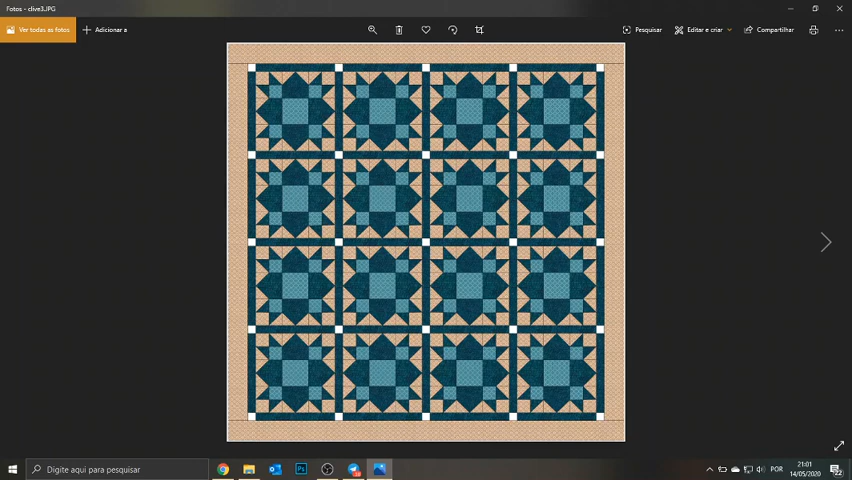 Fotos - clive3.JPG
Ver todas as fotos
Adicionar a
Pesquisar
Editar e criar
Compartilhar
Digite aqui para pesquisar
POR
21:01
14/05/2020
22